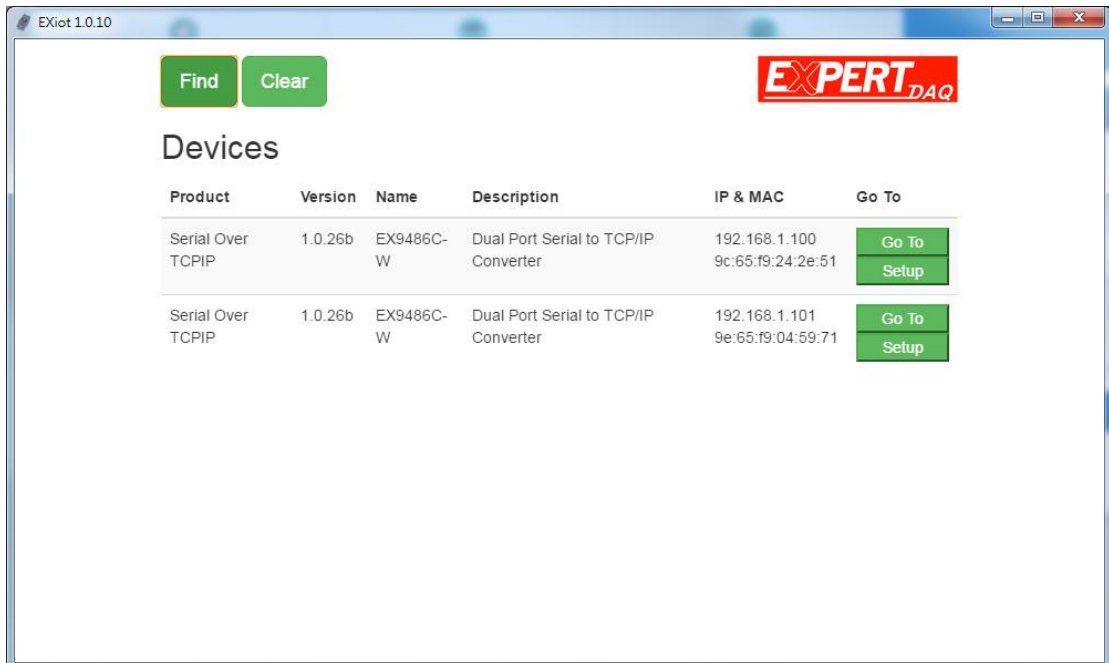 EXiot 1.0.10
Find
Clear
EXPERT
DAQ
Devices
Product Version Name Description IP & MAC Go To
Serial Over 1.0.26b EX9486C- Dual Port Serial to TCP/IP 192.168.1.100 Go To
TCPIP W Converter 9c:65:f9:24:2e:51 Setup
Serial Over 1.0.26b EX9486C- Dual Port Serial to TCP/IP 192.168.1.101 Go To
TCPIP W Converter 9e:65:f9:04:59:71 Setup